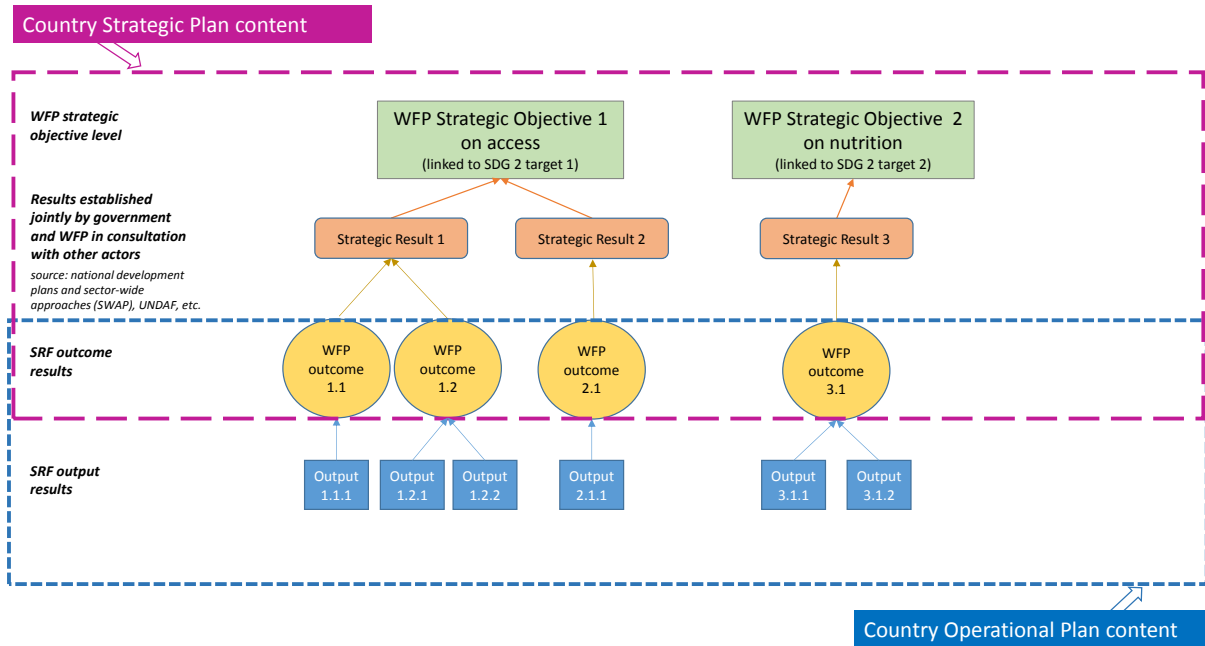 Country Strategic Plan content
WFP strategic
objective level
WFP Strategic Objective 1
on access
(linked to SDG 2 target 1)
WFP Strategic Objective  2
on nutrition
(linked to SDG 2 target 2)
Results established
jointly by government
and WFP in consultation
with other actors
source: national development
plans and sector-wide
approaches (SWAP), UNDAF, etc.
Strategic Result 1
Strategic Result 2
Strategic Result 3
SRF outcome
results
WFP
outcome
1.1
WFP
outcome
1.2
WFP
outcome
2.1
WFP
outcome
3.1
SRF output
results
Output
1.1.1
Output
1.2.1
Output
1.2.2
Output
2.1.1
Output
3.1.1
Output
3.1.2
Country Operational Plan content